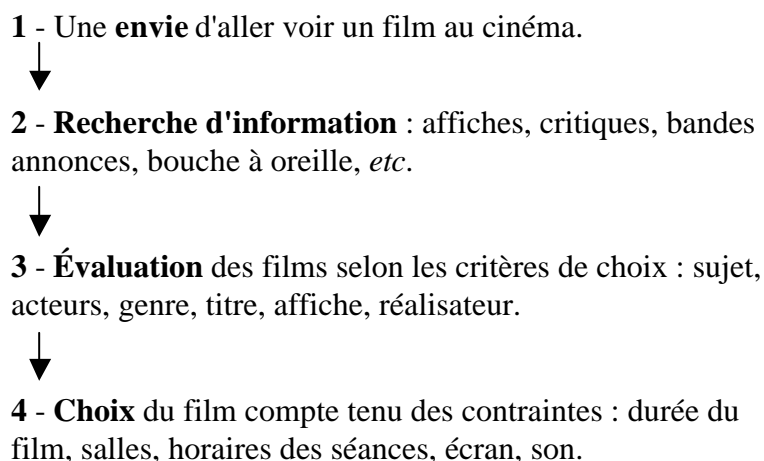 1 - Une envie d'aller voir un film au cinéma.
2 - Recherche d'information : affiches, critiques, bandes
annonces, bouche à oreille, etc.
3 - Évaluation des films selon les critères de choix : sujet,
acteurs, genre, titre, affiche, réalisateur.
4 - Choix du film compte tenu des contraintes : durée du
film, salles, horaires des séances, écran, son.